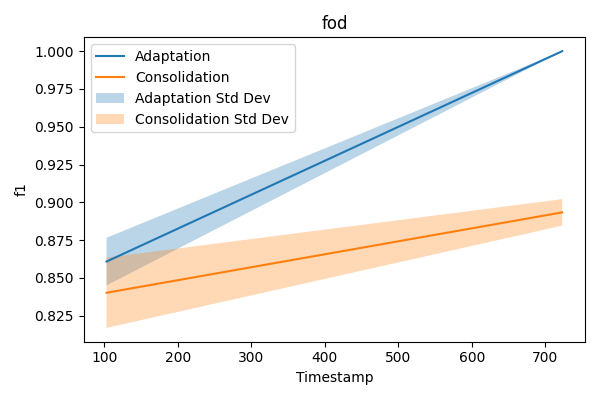 fod
Adaptation
Consolidation
Adaptation Std Dev
Consolidation Std Dev
1.000
0.975
0.950
0.925
0.900
0.875
0.850
0.825
f1
100 200 300 400 500 600 700
Timestamp